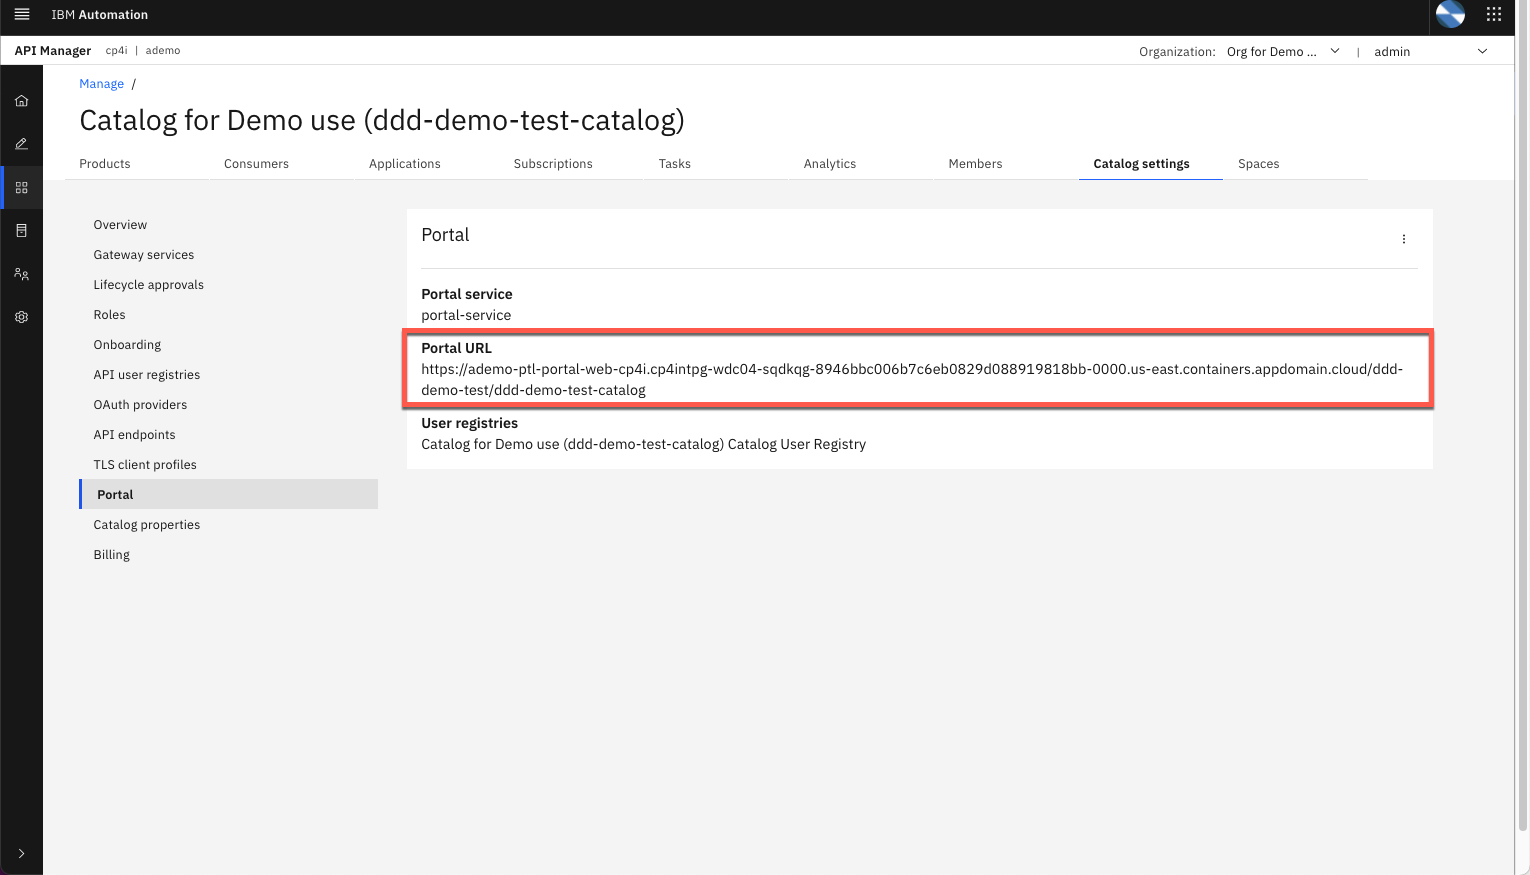 IBM Automation
API Manager cp4i | ademo
Organization: Org for Demo ... | admin
Manage /
Catalog for Demo use (ddd-demo-test-catalog)
Products Consumers Applications Subscriptions Tasks Analytics Members Catalog settings Spaces
Overview
Gateway services
Lifecycle approvals
Roles
Onboarding
API user registries
OAuth providers
API endpoints
TLS client profiles
Portal
Catalog properties
Billing
Portal
Portal service
portal-service
Portal URL
https://ademo-ptl-portal-web-cp4i.cp4intpg-wdc04-sqdkqg-8946bbc006b7c6eb0829d088919818bb-0000.us-east.containers.appdomain.cloud/ddd-
demo-test/ddd-demo-test-catalog
User registries
Catalog for Demo use (ddd-demo-test-catalog) Catalog User Registry